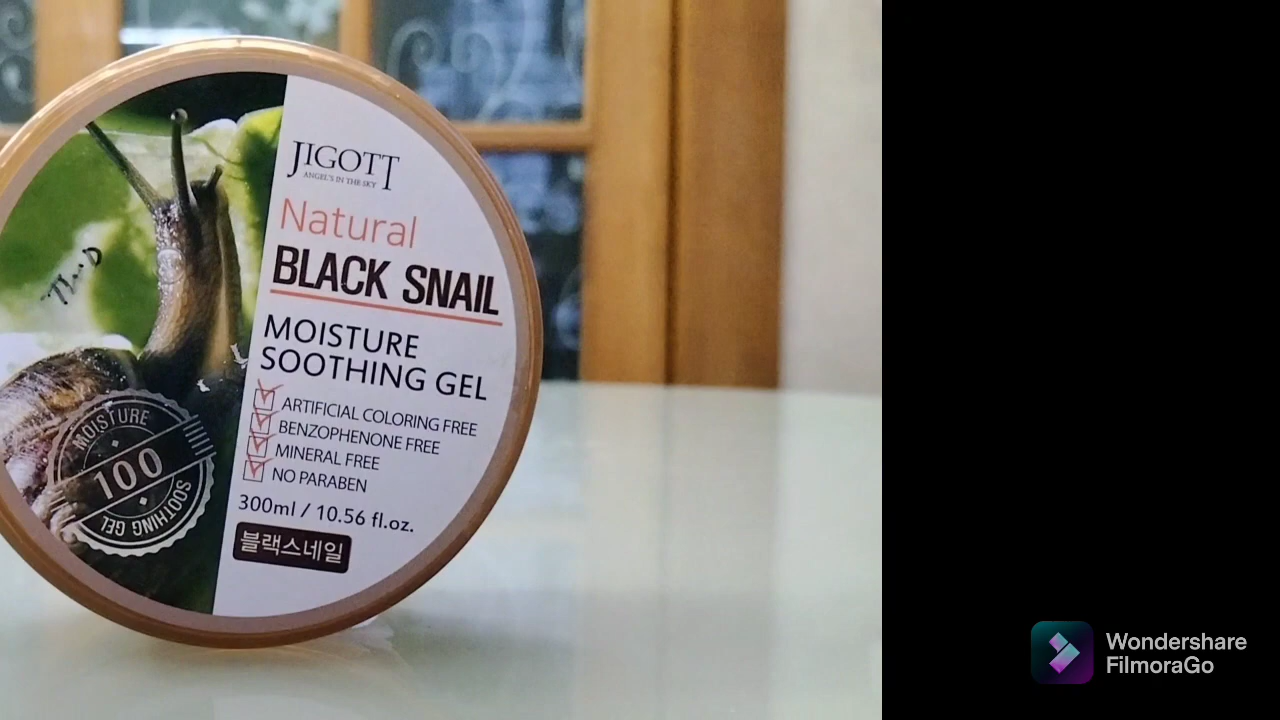 JIGOTT
ANGEL'S IN THE SKY
Natural
BLACK SNAIL
MOISTURE
SOOTHING GEL
ARTIFICIAL COLORING FREE
BENZOPHENONE FREE
MINERAL FREE
NO PARABEN
300ml / 10.56 fl.oz.
블랙스네일
MOISTURE
100
SOOTHING GEL
Wondershare
FilmoraGo